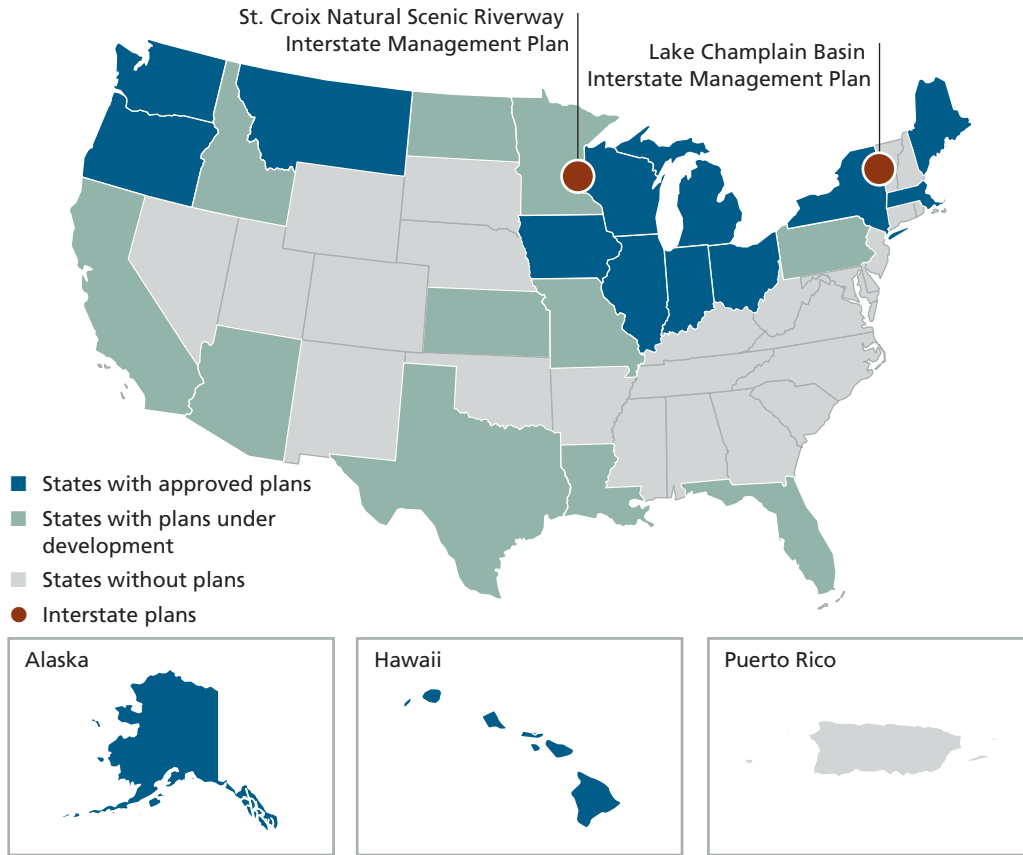 St. Croix Natural Scenic Riverway
Interstate Management Plan
Lake Champlain Basin
Interstate Management Plan
States with approved plans
States with plans under
development
States without plans
Interstate plans
Alaska
Hawaii
Puerto Rico